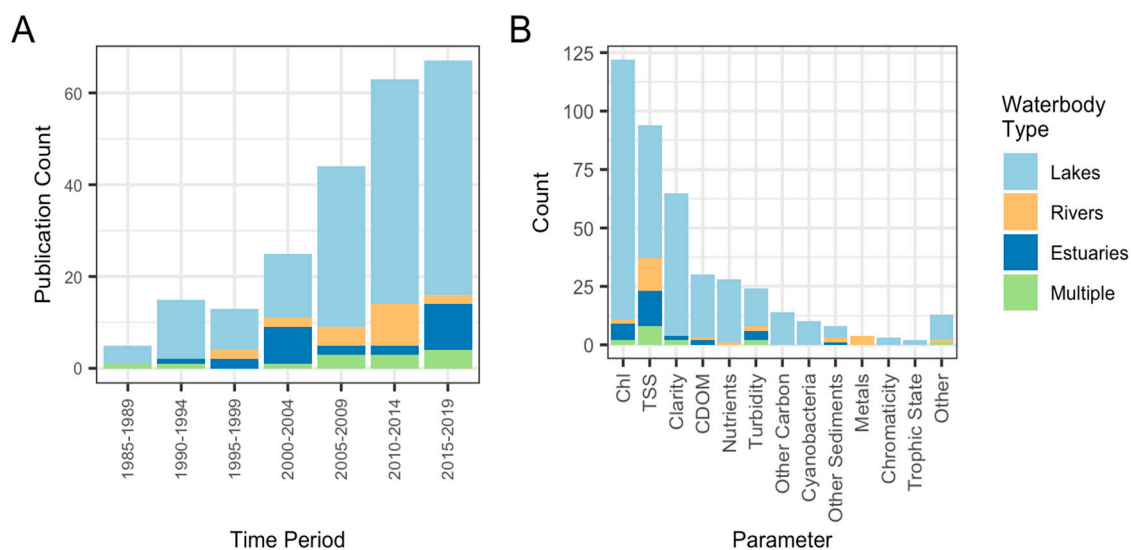 A
Publication Count
60
40
20
0
1985-1989
1990-1994
1995-1999
2000-2004
2005-2009
2010-2014
2015-2019
Time Period
B
Count
125
100
75
50
25
0
Chl
TSS
Clarity
CDOM
Nutrients
Turbidity
Other Carbon
Cyanobacteria
Other Sediments
Metals
Chromaticity
Trophic State
Other
Parameter
Waterbody
Type
Lakes
Rivers
Estuaries
Multiple